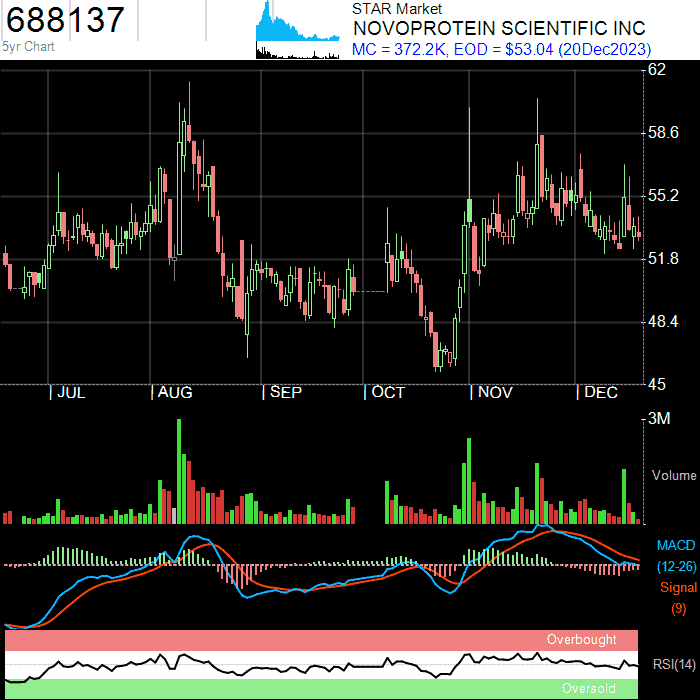 688137
5yr Chart
STAR Market
NOVOPROTEIN SCIENTIFIC INC
MC = 372.2K, EOD = $53.04 (20Dec2023)
62
58.6
55.2
51.8
48.4
45
JUL AUG SEP OCT NOV DEC
3M
Volume
MACD
(12-26)
Signal
(9)
Overbought
RSI(14)
Oversold